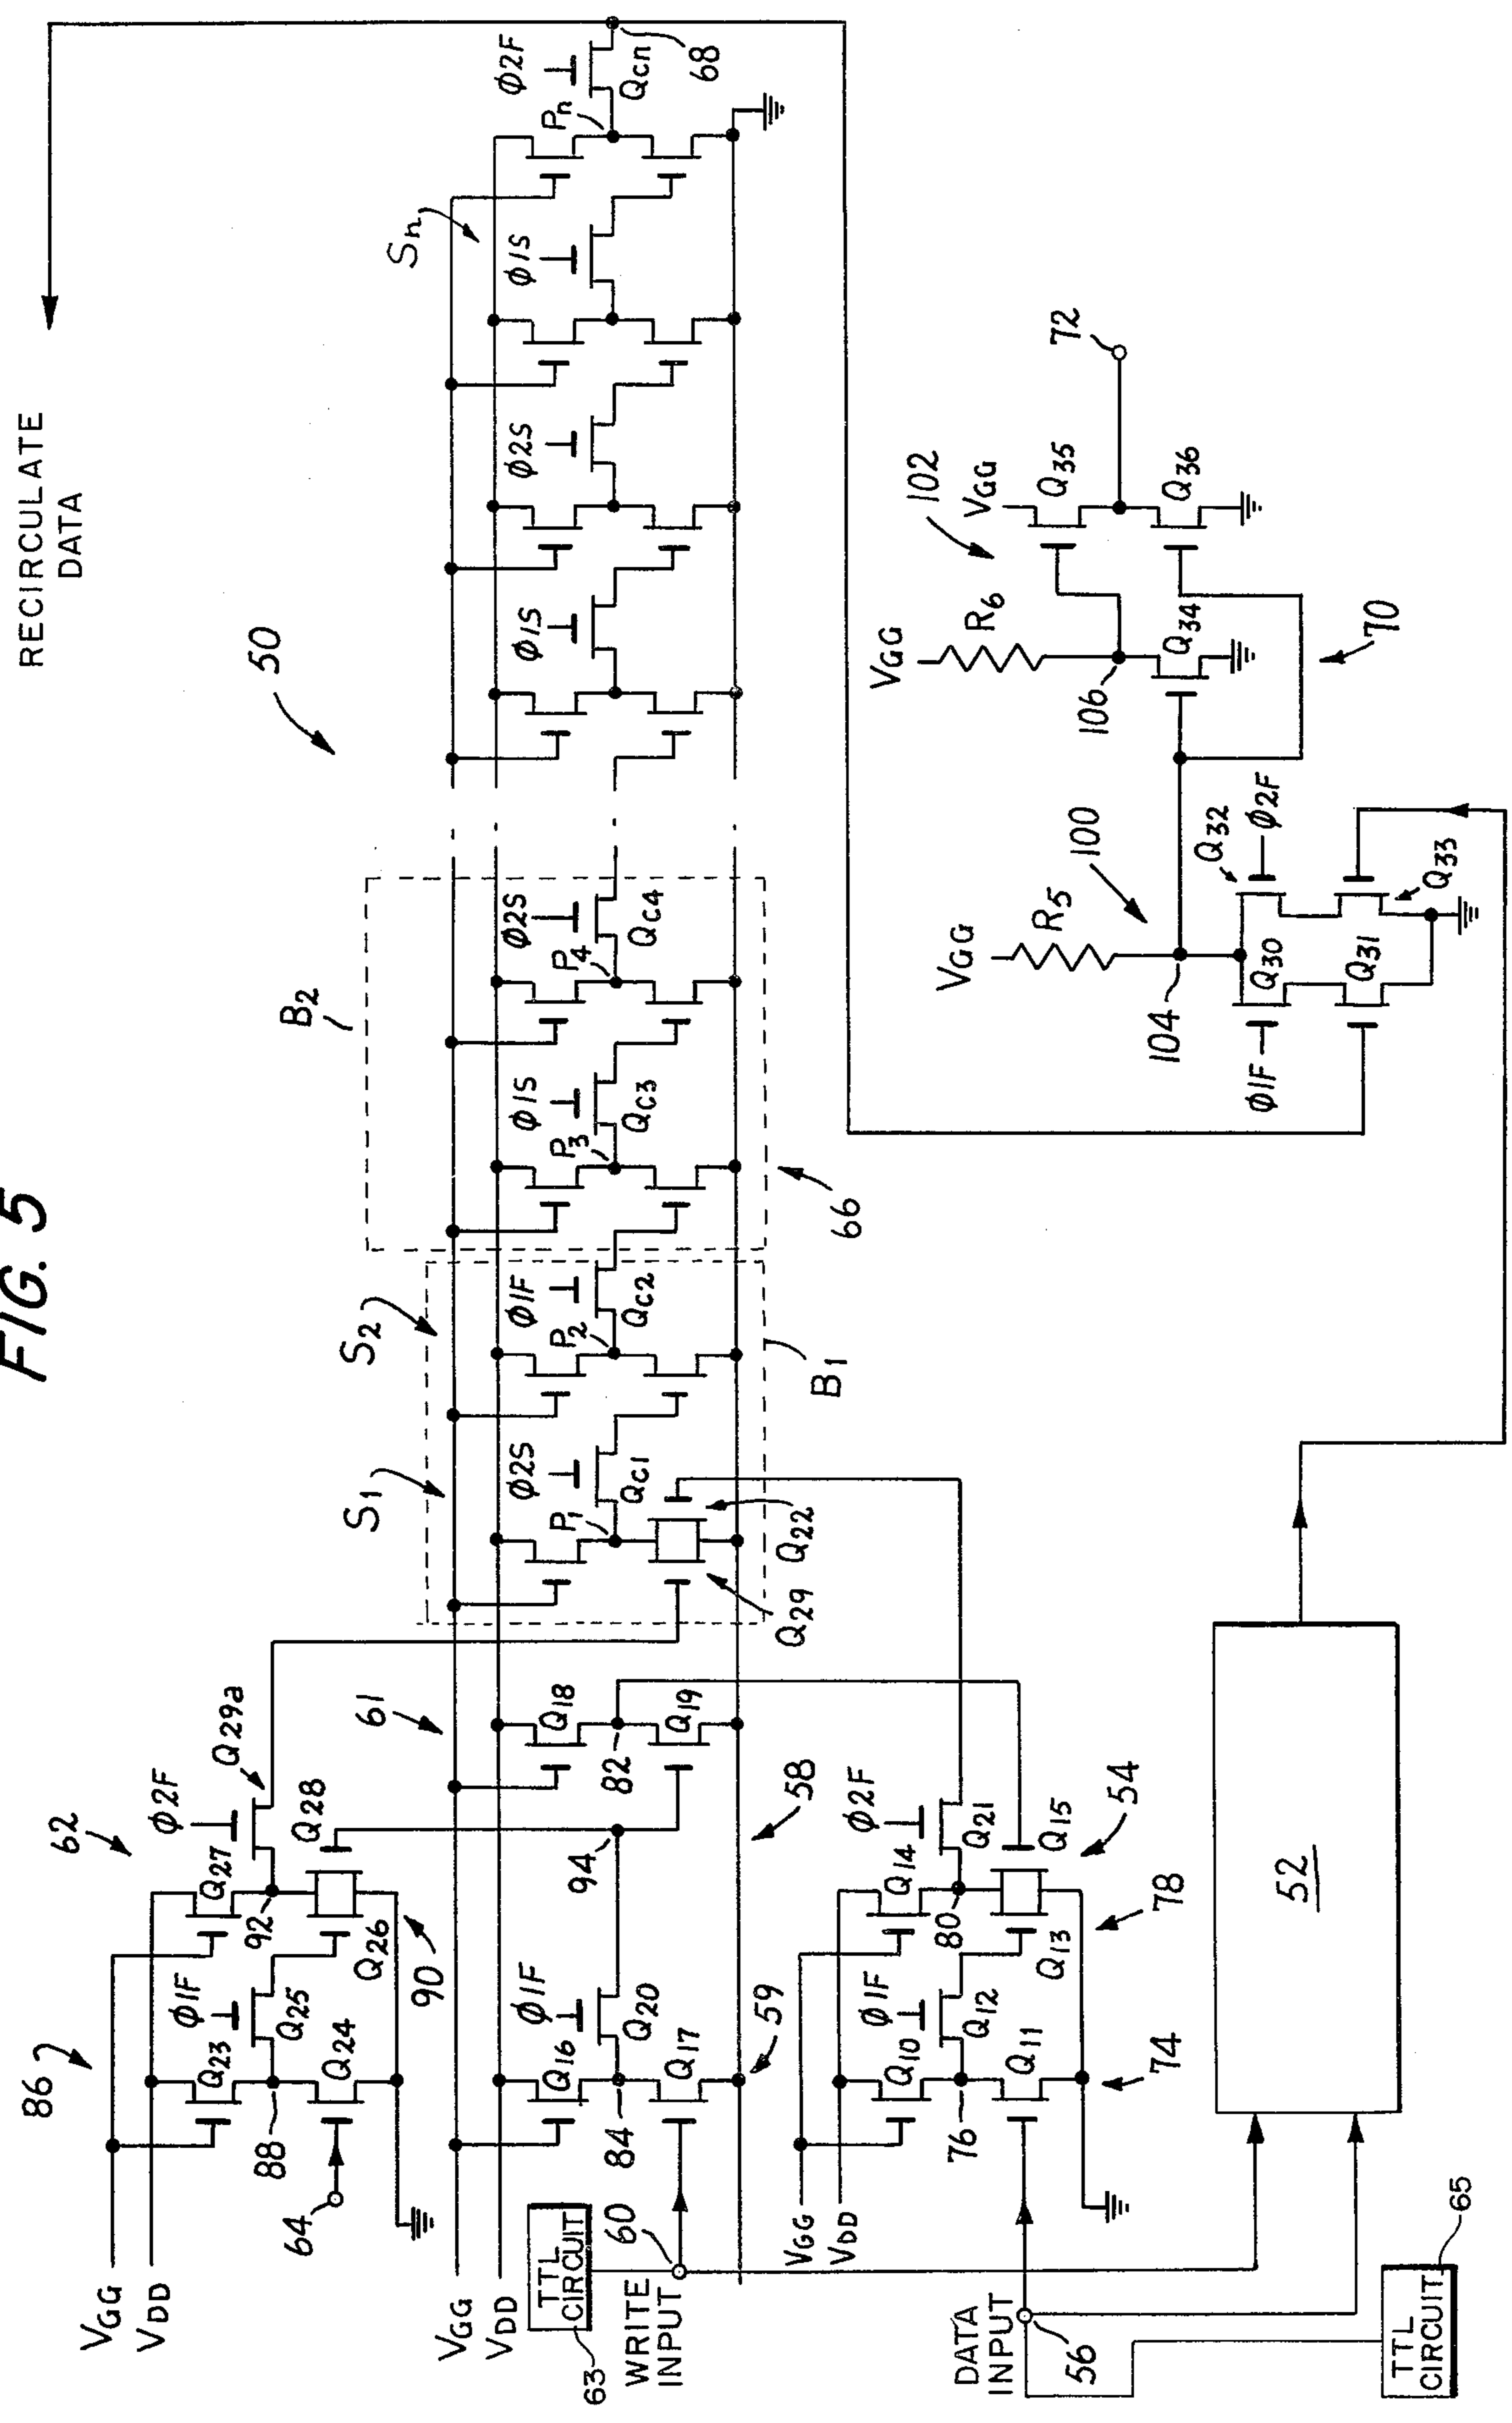 FIG. 5
RECIRCULATE
DATA
50
Sn
ϕ2F
Pn
Qcn
68
ϕ1S
ϕ2S
ϕ1S
B2
ϕ2S
P4
QC4
ϕ1S
P3
QC3
66
S2
ϕ1F
P2
QC2
B1
S1
ϕ2S
P1
QC1
Q22
Q29
86
62
ϕ2F
Q29a
VGG
VDD
Q23
ϕ1F
Q25
Q27
Q28
92
Q26
90
88
Q24
64
61
VGG
VDD
Q16
ϕ1F
Q20
84
Q17
59
94
Q18
82
Q19
58
TTL
CIRCUIT
63
60
WRITE
INPUT
VGG
VDD
Q10
ϕ1F
Q12
76
Q11
74
ϕ2F
Q14
Q21
80
Q13
Q15
54
78
DATA
INPUT
56
TTL
CIRCUIT
65
52
VGG
R5
100
104
Q30
Q32
ϕ2F
ϕ1F
Q31
Q33
VGG
R6
102
106
Q34
70
VGG
Q35
Q36
72